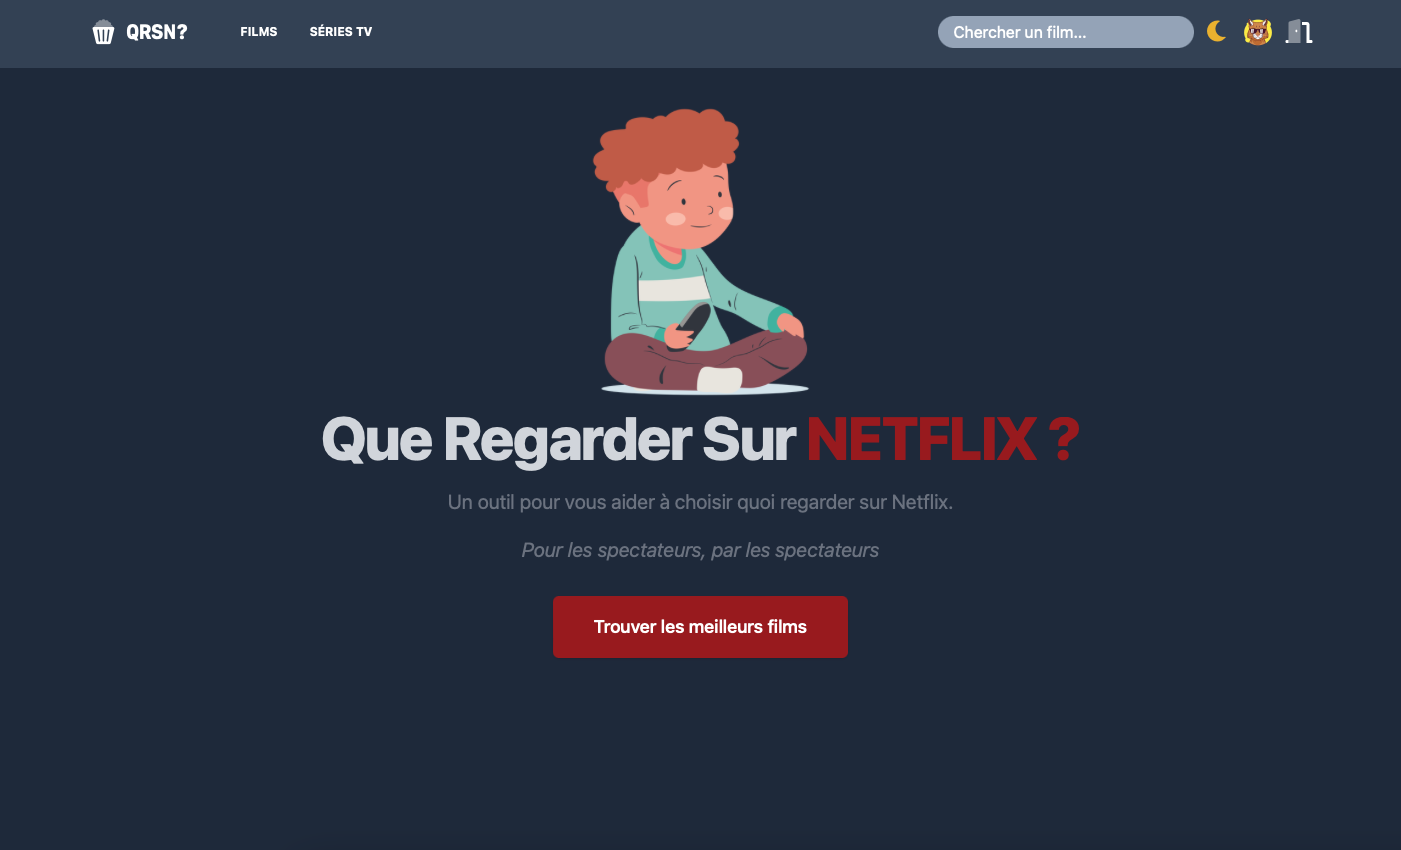 QRSN?
FILMS
SÉRIES TV
Chercher un film...
Que Regarder Sur NETFLIX ?
Un outil pour vous aider à choisir quoi regarder sur Netflix.
Pour les spectateurs, par les spectateurs
Trouver les meilleurs films